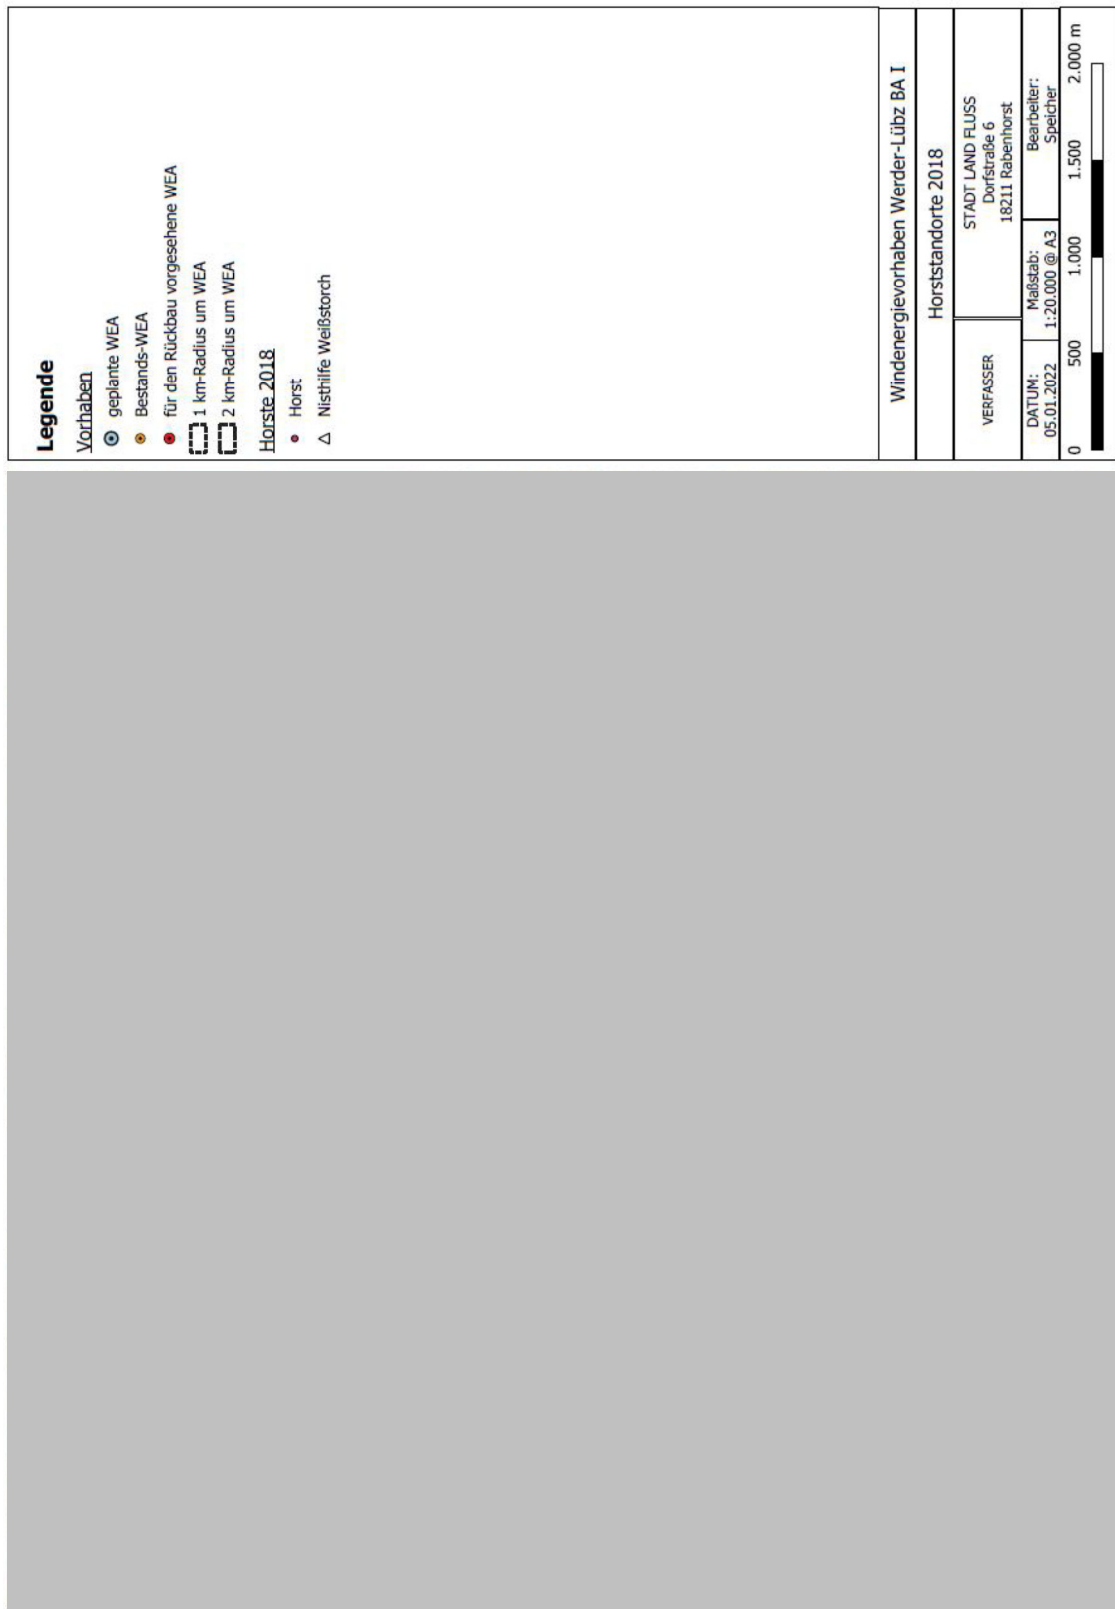 Legende
Vorhaben
geplante WEA
Bestands-WEA
für den Rückbau vorgesehene WEA
1 km-Radius um WEA
2 km-Radius um WEA
Horste 2018
Horst
Nisthilfe Weißstorch
Windenergievorhaben Werder-Lübz BA I
Horststandorte 2018
VERFASSER
STADT LAND FLUSS
Dorfstraße 6
18211 Rabenhorst
DATUM:
05.01.2022
Maßstab:
1:20.000 @ A3
Bearbeiter:
Speicher
0 500 1.000 1.500 2.000 m